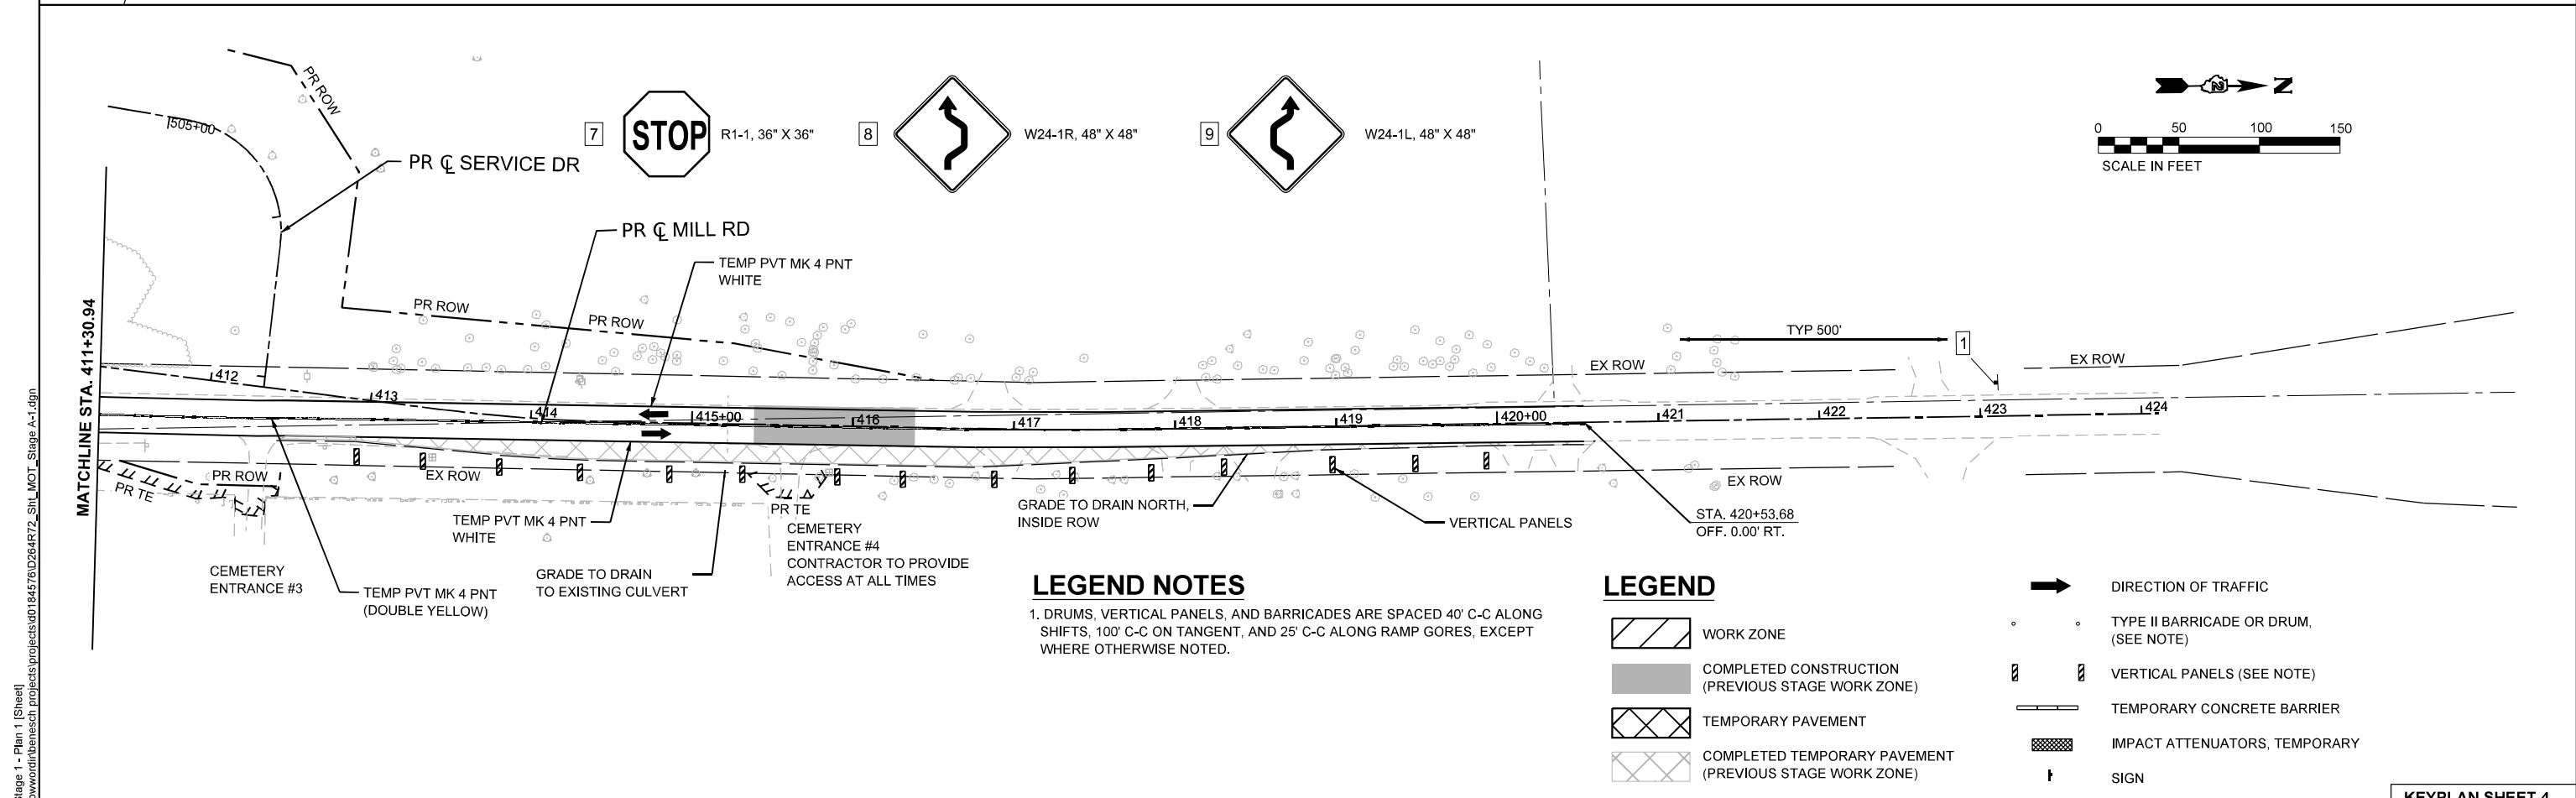 PR ROW
505+00
PR ℄ SERVICE DR
7
STOP
R1-1, 36" X 36"
8
W24-1R, 48" X 48"
9
W24-1L, 48" X 48"
N
0 50 100 150
SCALE IN FEET
PR ℄ MILL RD
TEMP PVT MK 4 PNT
WHITE
MATCHLINE STA. 411+30.94
PR ROW
PR ROW
TYP 500'
1
EX ROW
EX ROW
412
413
414
415+00
416
417
418
419
420+00
421
422
423
424
PR ROW
PR TE
EX ROW
EX ROW
PR TE
TEMP PVT MK 4 PNT
WHITE
CEMETERY
ENTRANCE #4
CONTRACTOR TO PROVIDE
ACCESS AT ALL TIMES
GRADE TO DRAIN NORTH,
INSIDE ROW
VERTICAL PANELS
STA. 420+53.68
OFF. 0.00' RT.
CEMETERY
ENTRANCE #3
TEMP PVT MK 4 PNT
(DOUBLE YELLOW)
GRADE TO DRAIN
TO EXISTING CULVERT
LEGEND NOTES
1. DRUMS, VERTICAL PANELS, AND BARRICADES ARE SPACED 40' C-C ALONG
SHIFTS, 100' C-C ON TANGENT, AND 25' C-C ALONG RAMP GORES, EXCEPT
WHERE OTHERWISE NOTED.
LEGEND
WORK ZONE
COMPLETED CONSTRUCTION
(PREVIOUS STAGE WORK ZONE)
TEMPORARY PAVEMENT
COMPLETED TEMPORARY PAVEMENT
(PREVIOUS STAGE WORK ZONE)
DIRECTION OF TRAFFIC
TYPE II BARRICADE OR DRUM,
(SEE NOTE)
VERTICAL PANELS (SEE NOTE)
TEMPORARY CONCRETE BARRIER
IMPACT ATTENUATORS, TEMPORARY
SIGN
KEYPLAN SHEET 4
Stage 1 - Plan 1 [Sheet]